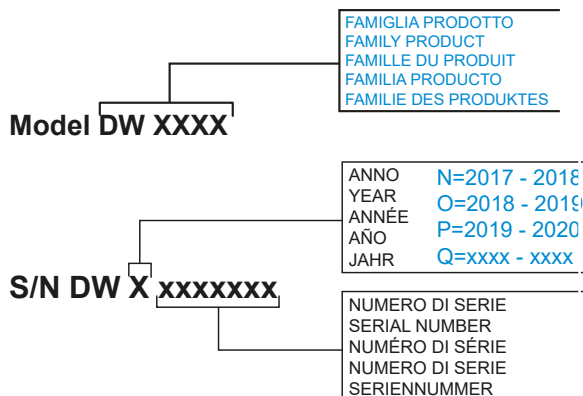 FAMIGLIA PRODOTTO
FAMILY PRODUCT
FAMILLE DU PRODUIT
FAMILIA PRODUCTO
FAMILIE DES PRODUKTES
Model DW XXXX
ANNO
YEAR
ANNÉE
AÑO
JAHR
N=2017 - 2018
O=2018 - 2019
P=2019 - 2020
Q=xxxx - xxxx
S/N DW X xxxxxxx
NUMERO DI SERIE
SERIAL NUMBER
NUMÉRO DI SÉRIE
NUMERO DI SERIE
SERIENNUMMER